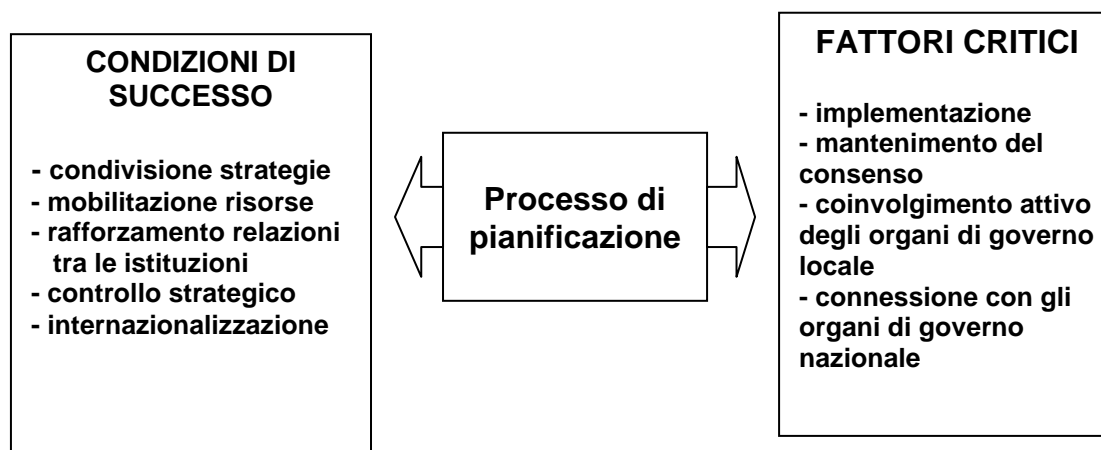 CONDIZIONI DI
SUCCESSO
- condivisione strategie
- mobilitazione risorse
- rafforzamento relazioni
tra le istituzioni
- controllo strategico
- internazionalizzazione
Processo di
pianificazione
FATTORI CRITICI
- implementazione
- mantenimento del
consenso
- coinvolgimento attivo
degli organi di governo
locale
- connessione con gli
organi di governo
nazionale